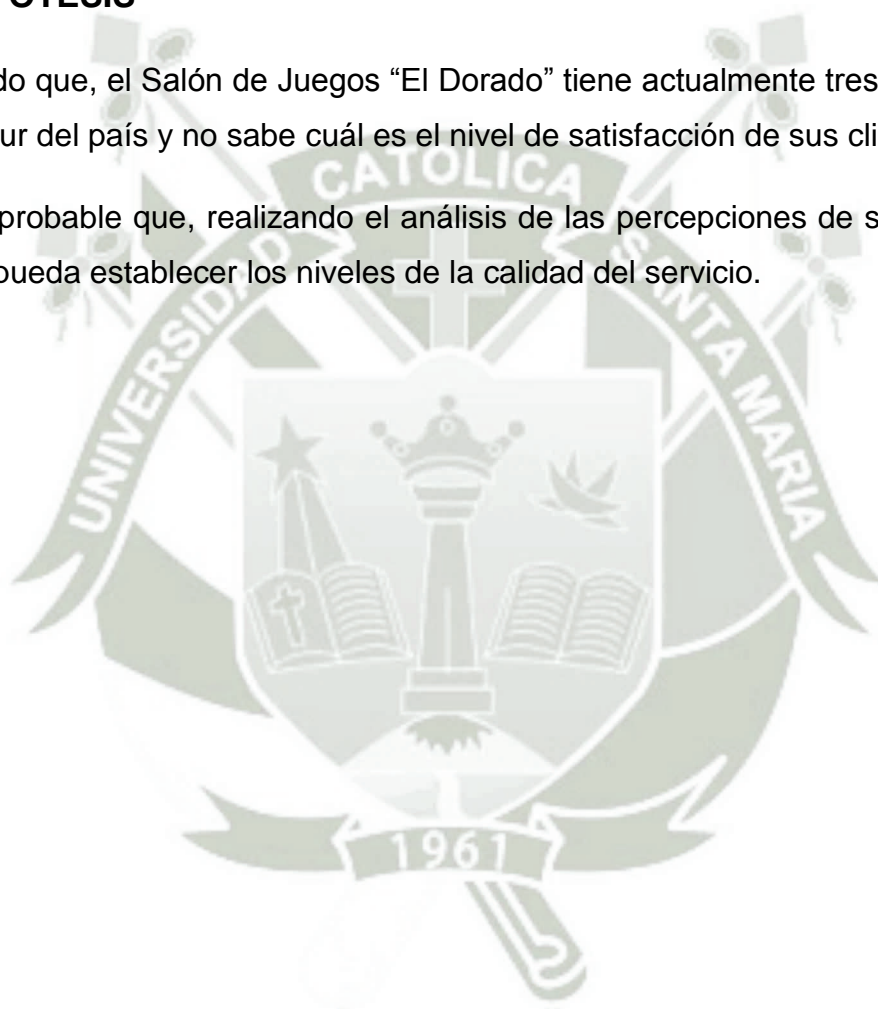 ÓTESIS
do que, el Salón de Juegos “El Dorado” tiene actualmente tres
ur del país y no sabe cuál es el nivel de satisfacción de sus cli
probable que, realizando el análisis de las percepciones de s
pueda establecer los niveles de la calidad del servicio.
UNIVERSIDAD CATOLICA SANTA MARIA
1961